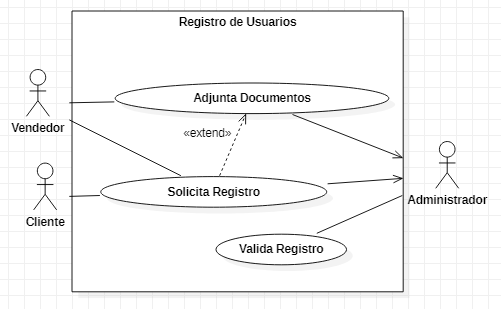 Registro de Usuarios
Adjunta Documentos
Vendedor
«extend»
Solicita Registro
Administrador
Cliente
Valida Registro